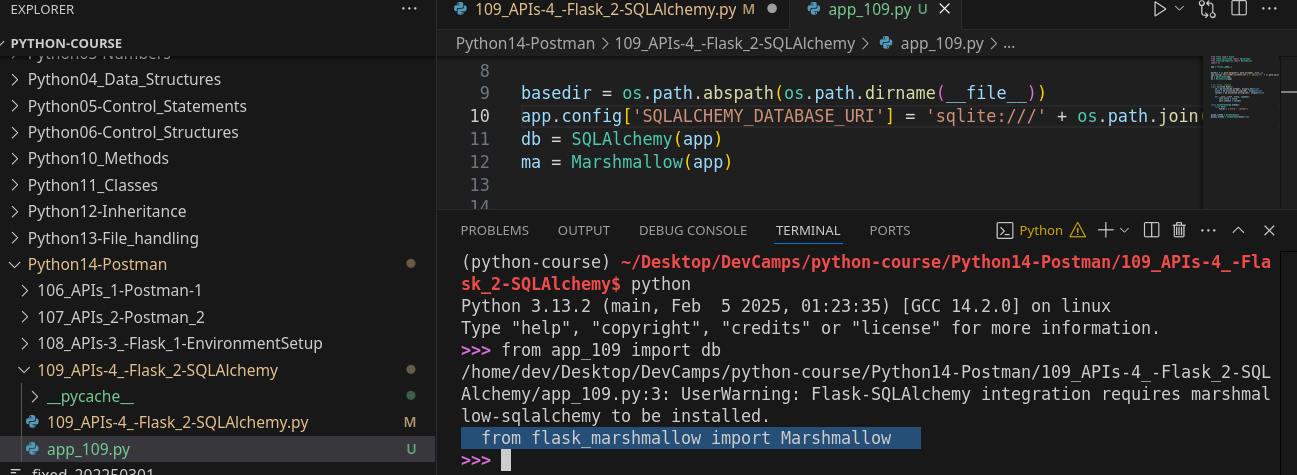 EXPLORER
PYTHON-COURSE
Python04_Data_Structures
Python05-Control_Statements
Python06-Control_Structures
Python10_Methods
Python11_Classes
Python12-Inheritance
Python13-File_handling
Python14-Postman
106_APIs_1-Postman-1
107_APIs_2-Postman_2
108_APIs-3_-Flask_1-EnvironmentSetup
109_APIs-4_-Flask_2-SQLAlchemy
__pycache__
109_APIs-4_-Flask_2-SQLAlchemy.py M
app_109.py U
fixed_202250301
109_APIs-4_-Flask_2-SQLAlchemy.py M
app_109.py U
Python14-Postman > 109_APIs-4_-Flask_2-SQLAlchemy > app_109.py > ...
8
9 basedir = os.path.abspath(os.path.dirname(__file__))
10 app.config['SQLALCHEMY_DATABASE_URI'] = 'sqlite:///' + os.path.join(
11 db = SQLAlchemy(app)
12 ma = Marshmallow(app)
13
14
PROBLEMS OUTPUT DEBUG CONSOLE TERMINAL PORTS Python
(python-course) ~/Desktop/DevCamps/python-course/Python14-Postman/109_APIs-4_-Fla
sk_2-SQLAlchemy$ python
Python 3.13.2 (main, Feb  5 2025, 01:23:35) [GCC 14.2.0] on linux
Type "help", "copyright", "credits" or "license" for more information.
>>> from app_109 import db
/home/dev/Desktop/DevCamps/python-course/Python14-Postman/109_APIs-4_-Flask_2-SQL
Alchemy/app_109.py:3: UserWarning: Flask-SQLAlchemy integration requires marshmal
low-sqlalchemy to be installed.
  from flask_marshmallow import Marshmallow
>>>